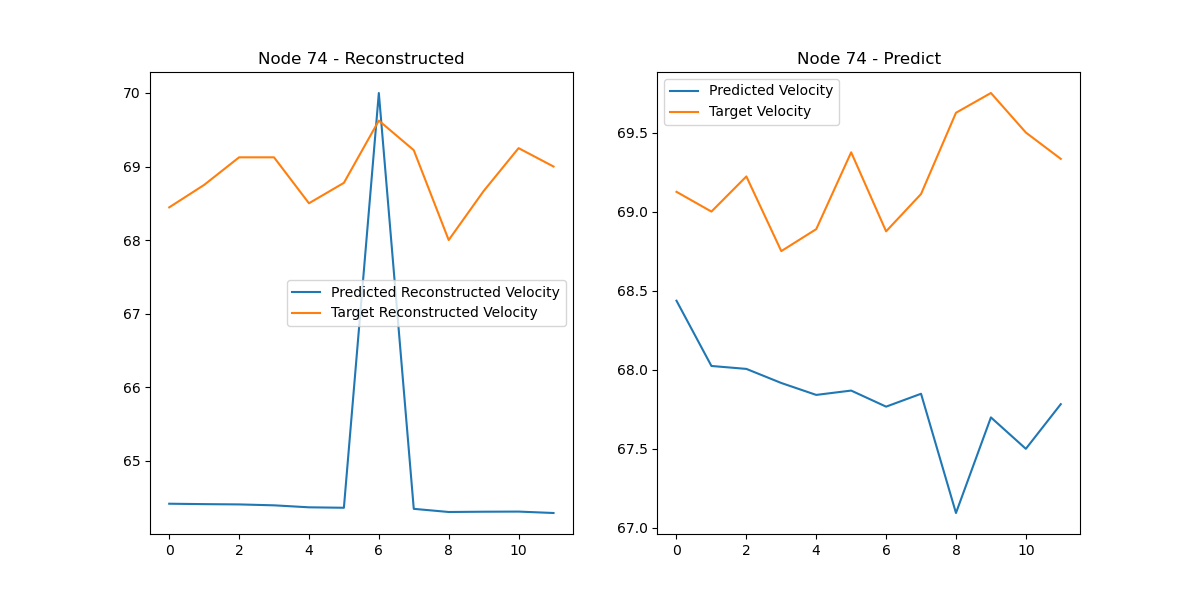 Node 74 - Reconstructed
70
69
68
67
66
65
0 2 4 6 8 10
Predicted Reconstructed Velocity
Target Reconstructed Velocity
Node 74 - Predict
Predicted Velocity
Target Velocity
69.5
69.0
68.5
68.0
67.5
67.0
0 2 4 6 8 10